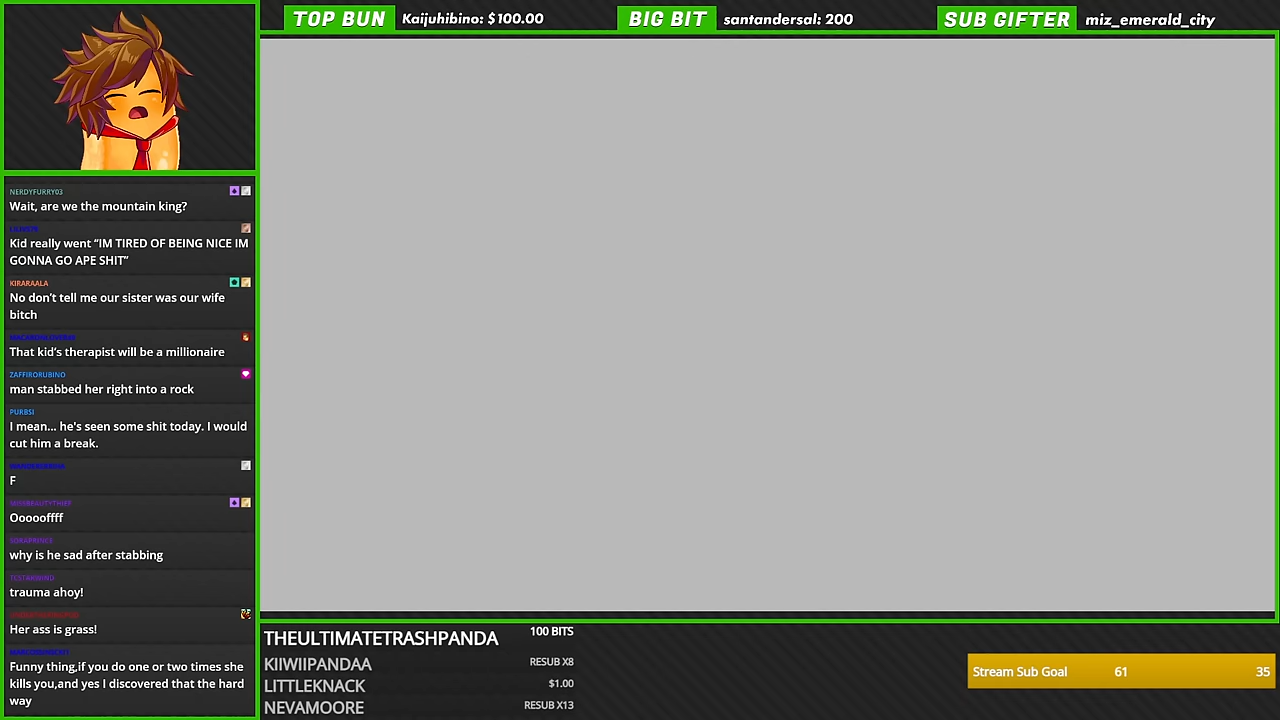 TOP BUN Kaijuhibino: $100.00 BIG BIT santandersal: 200 SUB GIFTER miz_emerald_city
NERDYFURRY03
Wait, are we the mountain king?
Kid really went “IM TIRED OF BEING NICE IM
GONNA GO APE SHIT”
KIRARAALA
No don’t tell me our sister was our wife
bitch
That kid’s therapist will be a millionaire
ZAFFIRORUBINO
man stabbed her right into a rock
PURBSI
I mean... he's seen some shit today. I would
cut him a break.
F
Oooooffff
why is he sad after stabbing
trauma ahoy!
Her ass is grass!
Funny thing,if you do one or two times she
kills you,and yes I discovered that the hard
way
THEULTIMATETRASHPANDA 100 BITS
KIIWIIPANDAA RESUB X8
LITTLEKNACK $1.00
NEVAMOORE RESUB X13
Stream Sub Goal 61 35